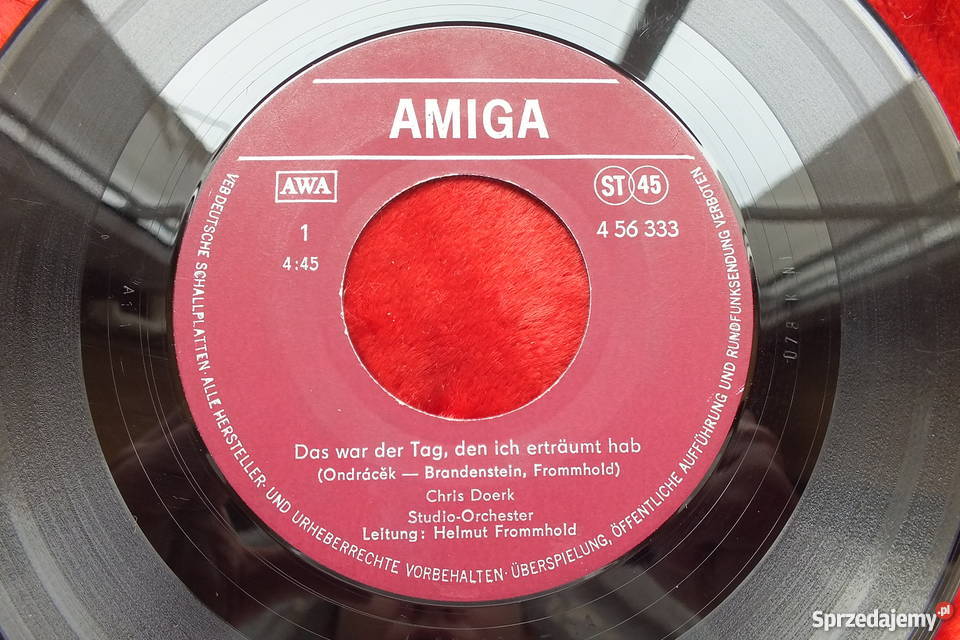 AMIGA
AWA
ST 45
1
4 56 333
4:45
Das war der Tag, den ich erträumt hab
(Ondrácěk — Brandenstein, Frommhold)
Chris Doerk
Studio-Orchester
Leitung: Helmut Frommhold
VEB DEUTSCHE SCHALLPLATTEN · ALLE HERSTELLER- UND URHEBERRECHTE VORBEHALTEN · ÜBERSPIELUNG, ÖFFENTLICHE AUFFÜHRUNG UND RUNDFUNKSENDUNG VERBOTEN
Sprzedajemy.pl